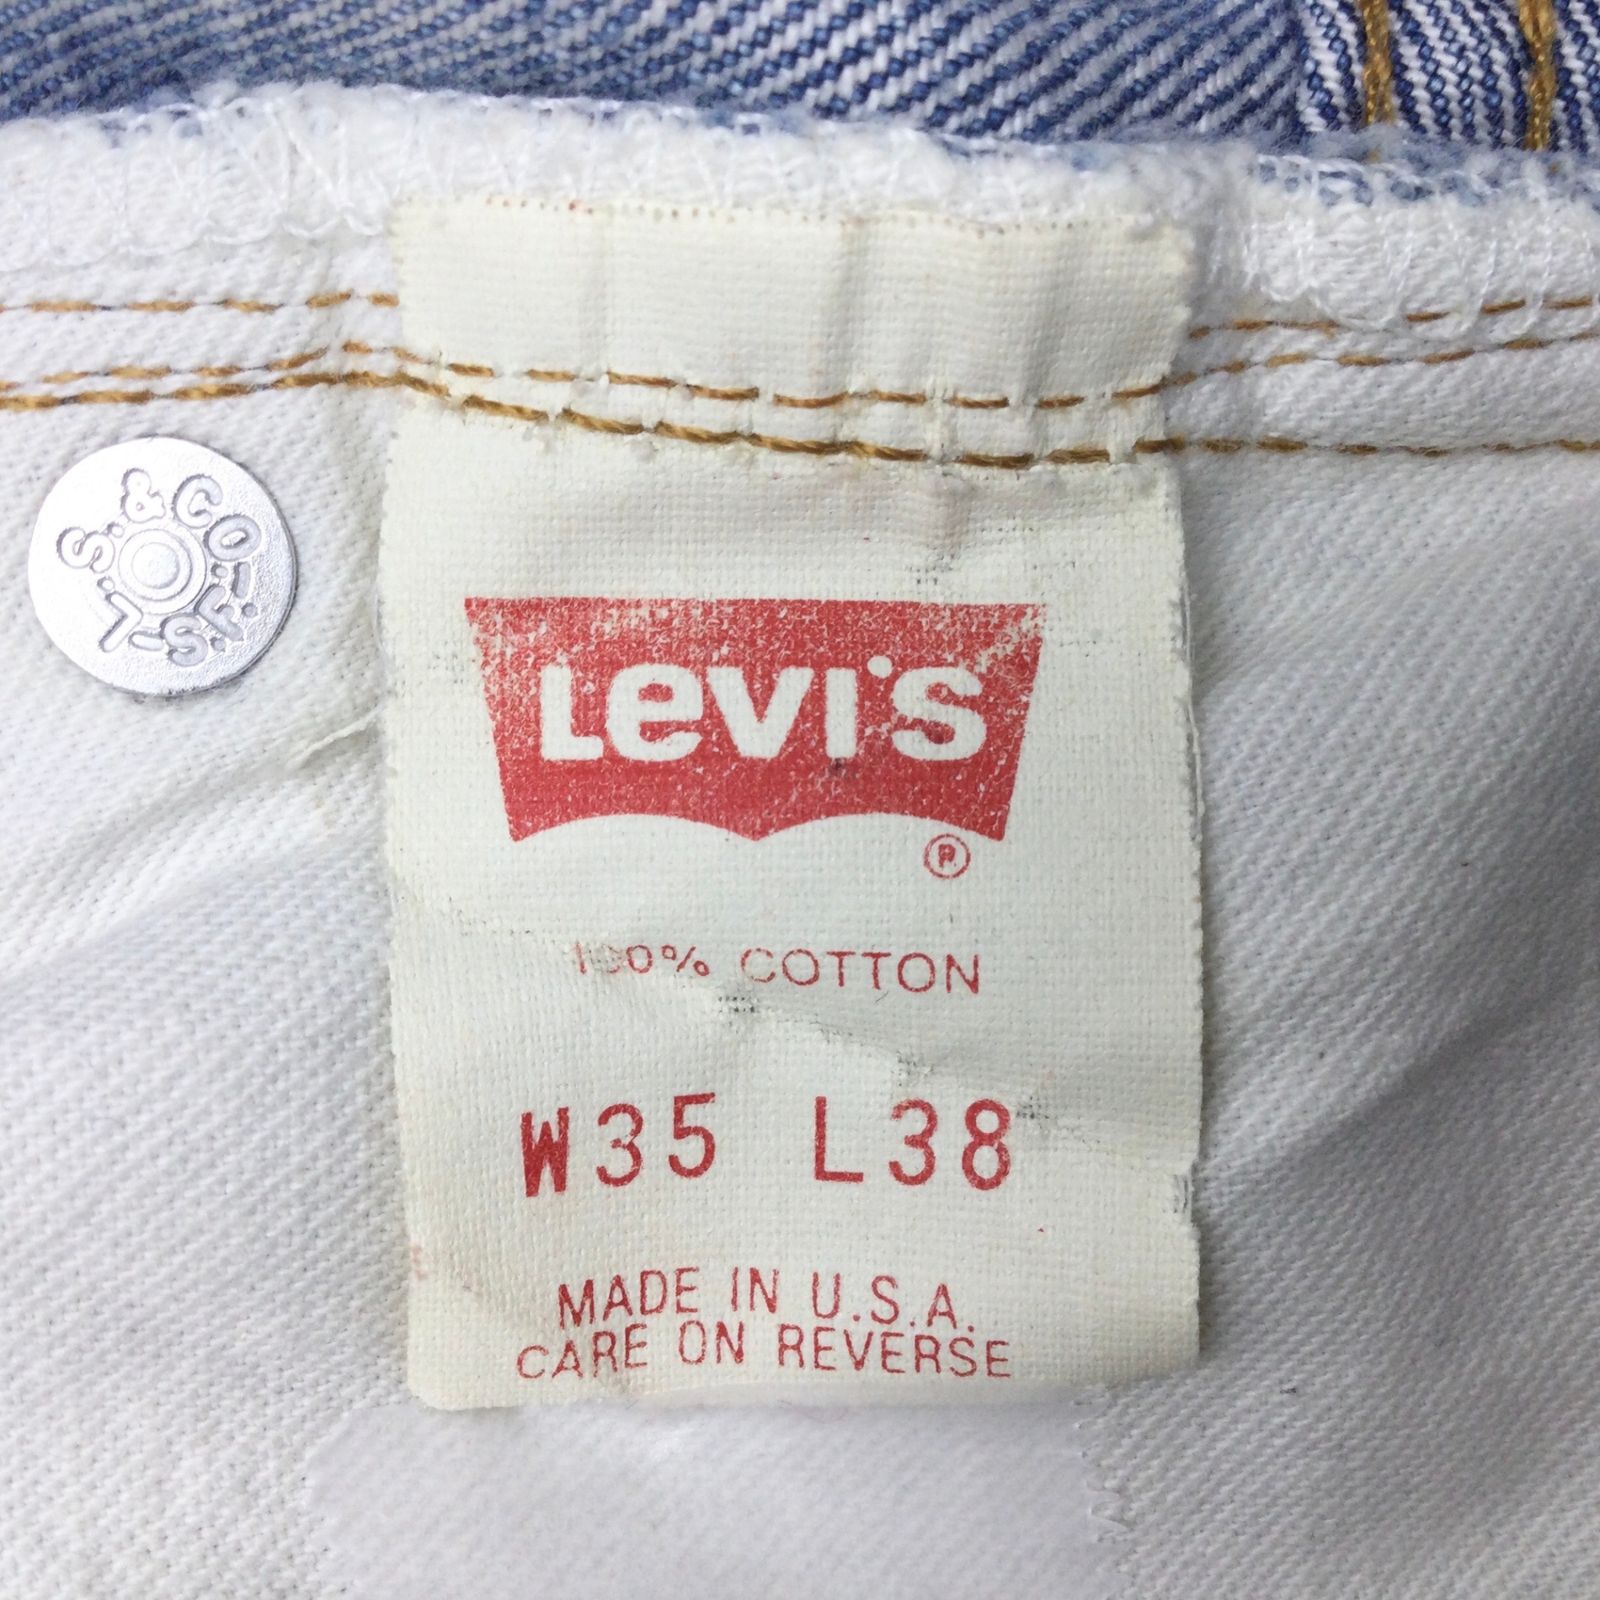 L.S. & CO.-S.F.-
Levi's
®
100% COTTON
W35 L38
MADE IN U.S.A.
CARE ON REVERSE